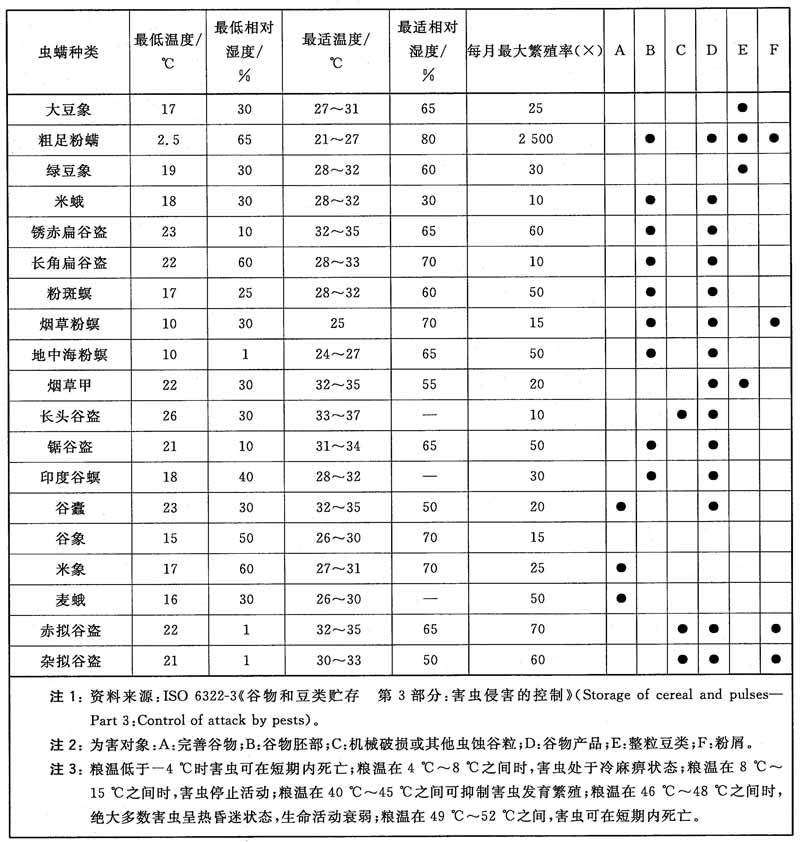 虫螨种类 最低温度/℃ 最低相对湿度/% 最适温度/℃ 最适相对湿度/% 每月最大繁殖率(×) A B C D E F
大豆象 17 30 27～31 65 25 ●
粗足粉螨 2.5 65 21～27 80 2 500 ● ● ● ●
绿豆象 19 30 28～32 60 30 ●
米蛾 18 30 28～32 30 10 ● ●
锈赤扁谷盗 23 10 32～35 65 60 ● ●
长角扁谷盗 22 60 28～33 70 10 ● ●
粉斑螟 17 25 28～32 60 50 ● ●
烟草粉螟 10 30 25 70 15 ● ● ●
地中海粉螟 10 1 24～27 65 50 ● ●
烟草甲 22 30 32～35 55 20 ● ●
长头谷盗 26 30 33～37 — 10 ● ●
锯谷盗 21 10 31～34 65 50 ● ●
印度谷螟 18 40 28～32 — 30 ● ●
谷蠹 23 30 32～35 50 20 ● ●
谷象 15 50 26～30 70 15
米象 17 60 27～31 70 25 ●
麦蛾 16 30 26～30 — 50 ●
赤拟谷盗 22 1 32～35 65 70 ● ● ●
杂拟谷盗 21 1 30～33 50 60 ● ● ●
注 1：资料来源：ISO 6322-3《谷物和豆类贮存 第 3 部分：害虫侵害的控制》(Storage of cereal and pulses—
Part 3:Control of attack by pests)。
注 2：为害对象：A：完善谷物；B：谷物胚部；C：机械破损或其他虫蚀谷粒；D：谷物产品；E：整粒豆类；F：粉屑。
注 3：粮温低于－4 ℃时害虫可在短期内死亡；粮温在 4 ℃～8 ℃之间时，害虫处于冷麻痹状态；粮温在 8 ℃～
15 ℃之间时，害虫停止活动；粮温在 40 ℃～45 ℃之间可抑制害虫发育繁殖；粮温在 46 ℃～48 ℃之间时，
绝大多数害虫呈热昏迷状态，生命活动衰弱；粮温在 49 ℃～52 ℃之间，害虫可在短期内死亡。